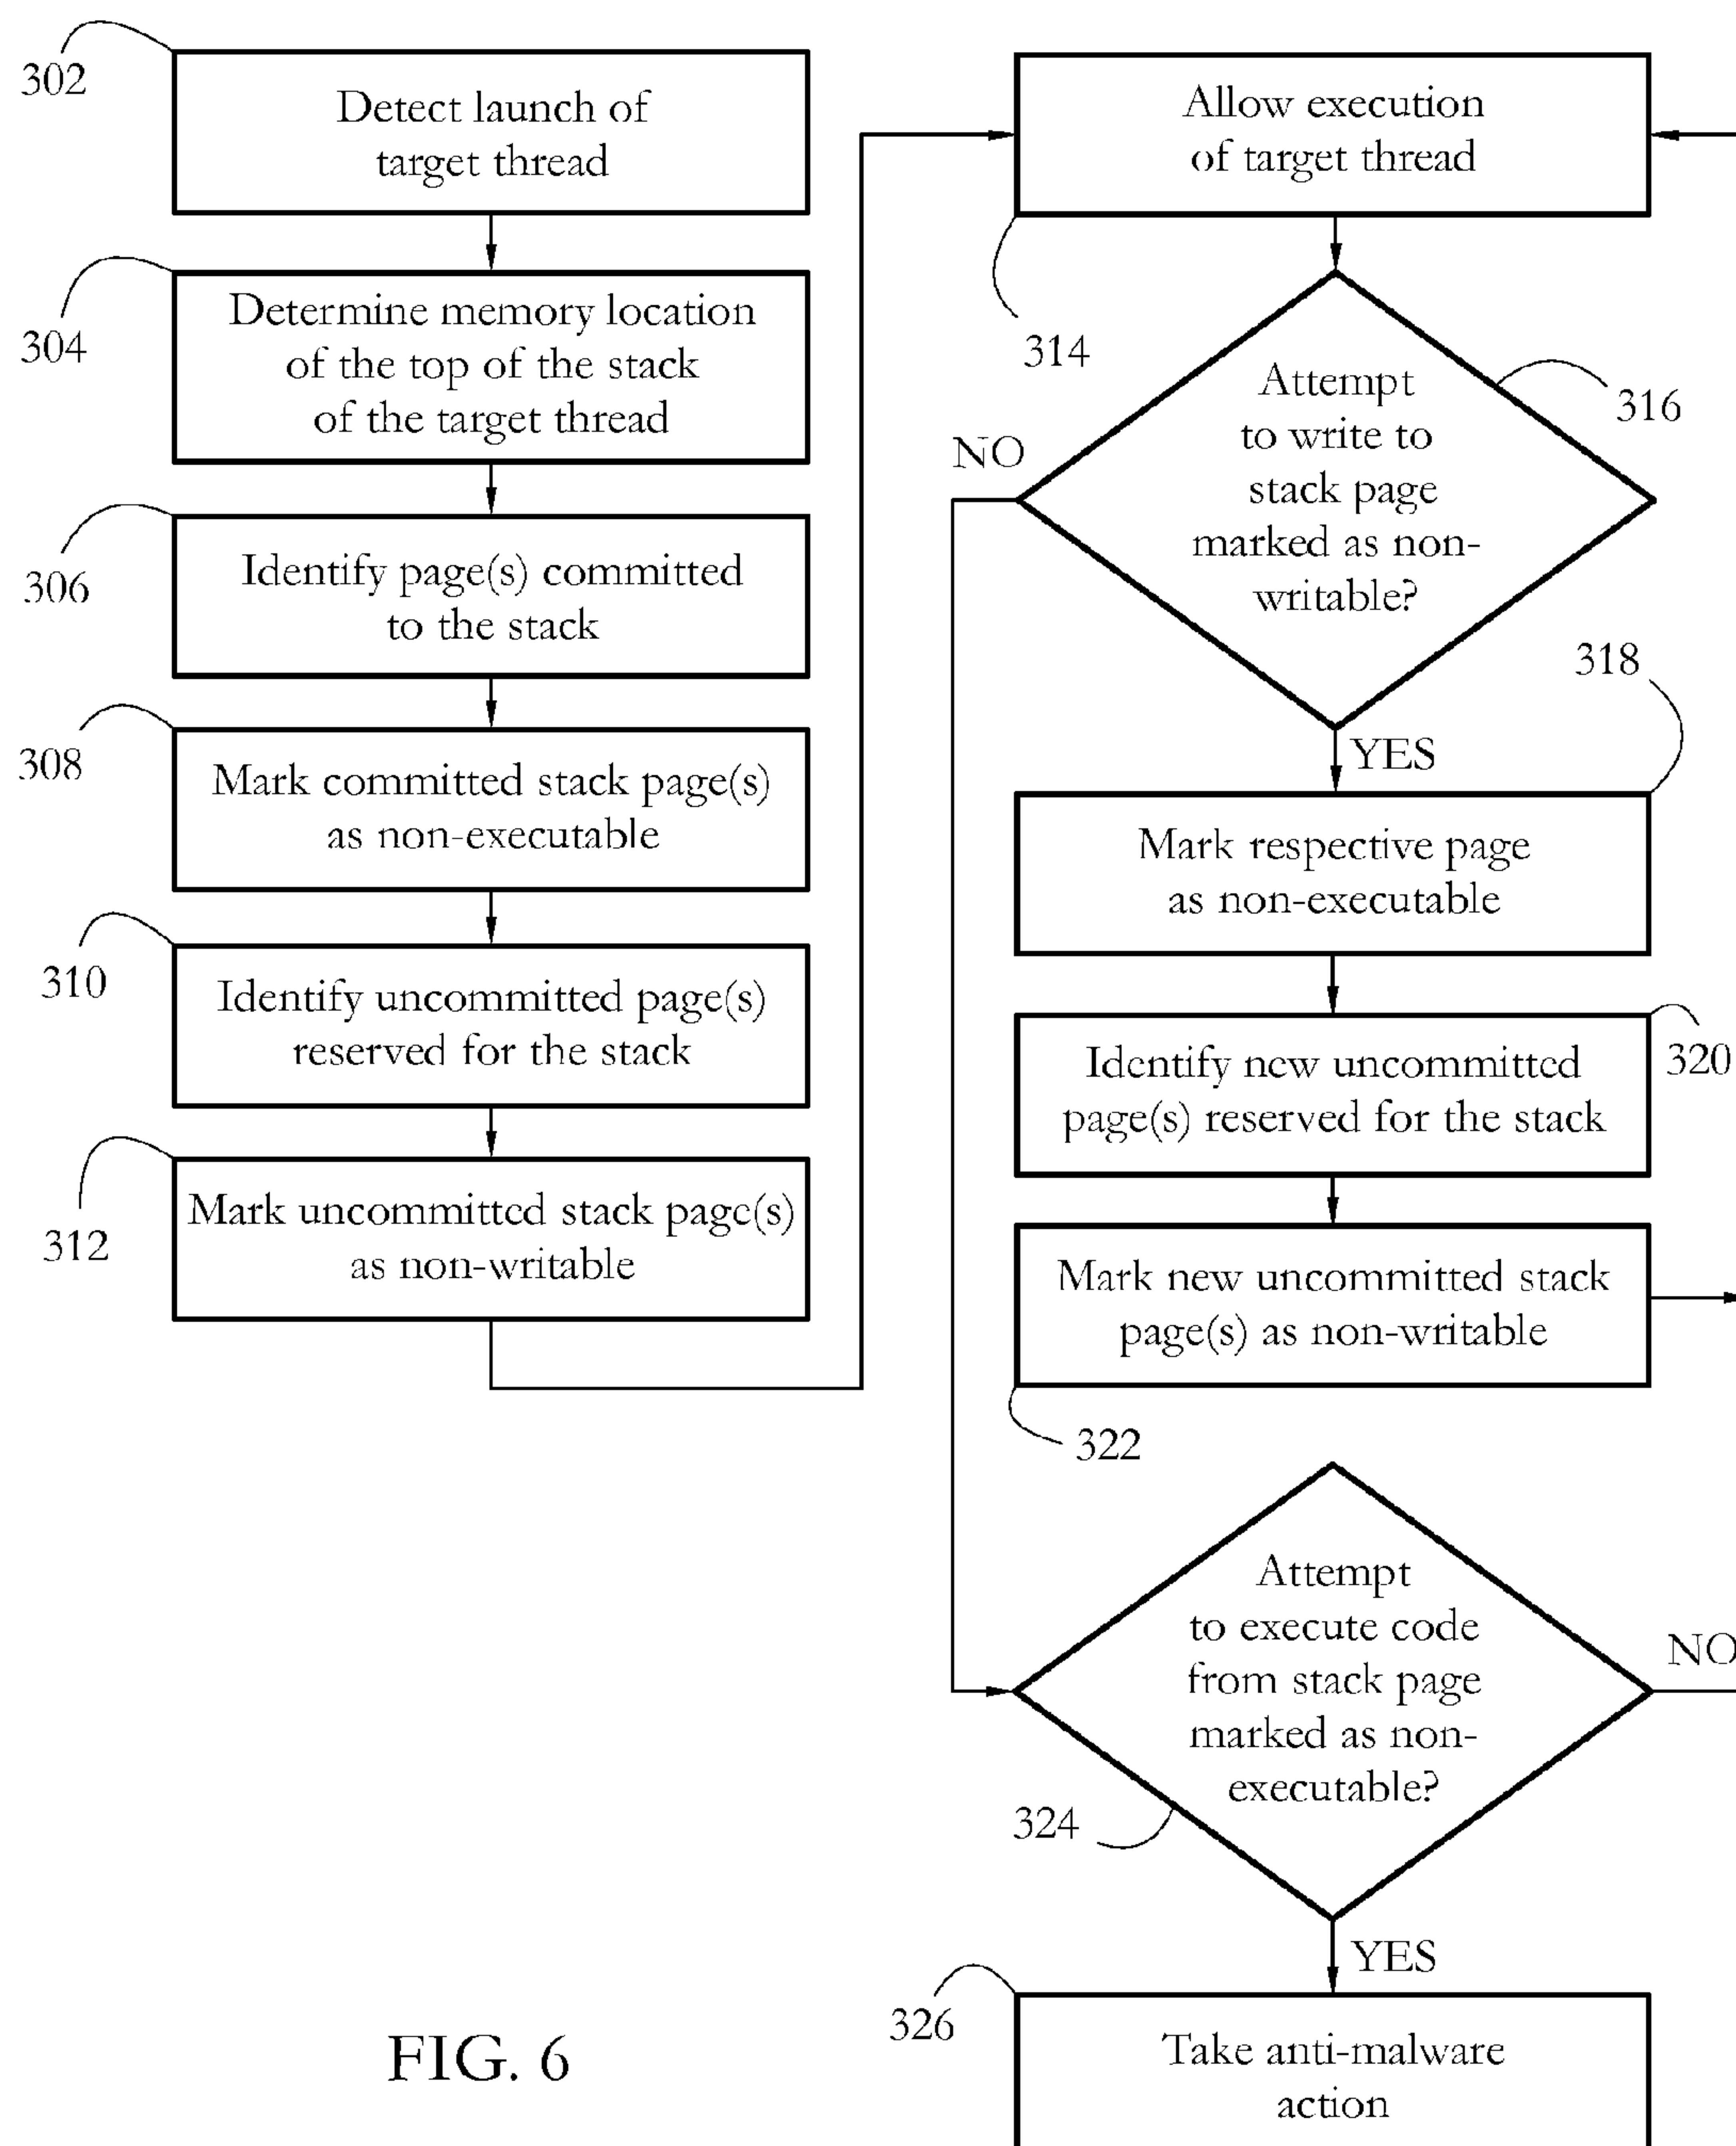 302
Detect launch of
target thread
304
Determine memory location
of the top of the stack
of the target thread
306
Identify page(s) committed
to the stack
308
Mark committed stack page(s)
as non-executable
310
Identify uncommitted page(s)
reserved for the stack
312
Mark uncommitted stack page(s)
as non-writable
Allow execution
of target thread
314
Attempt
to write to
stack page
marked as non-
writable?
316
NO
YES
318
Mark respective page
as non-executable
320
Identify new uncommitted
page(s) reserved for the stack
Mark new uncommitted stack
page(s) as non-writable
322
Attempt
to execute code
from stack page
marked as non-
executable?
NO
324
YES
326
Take anti-malware
action
FIG. 6